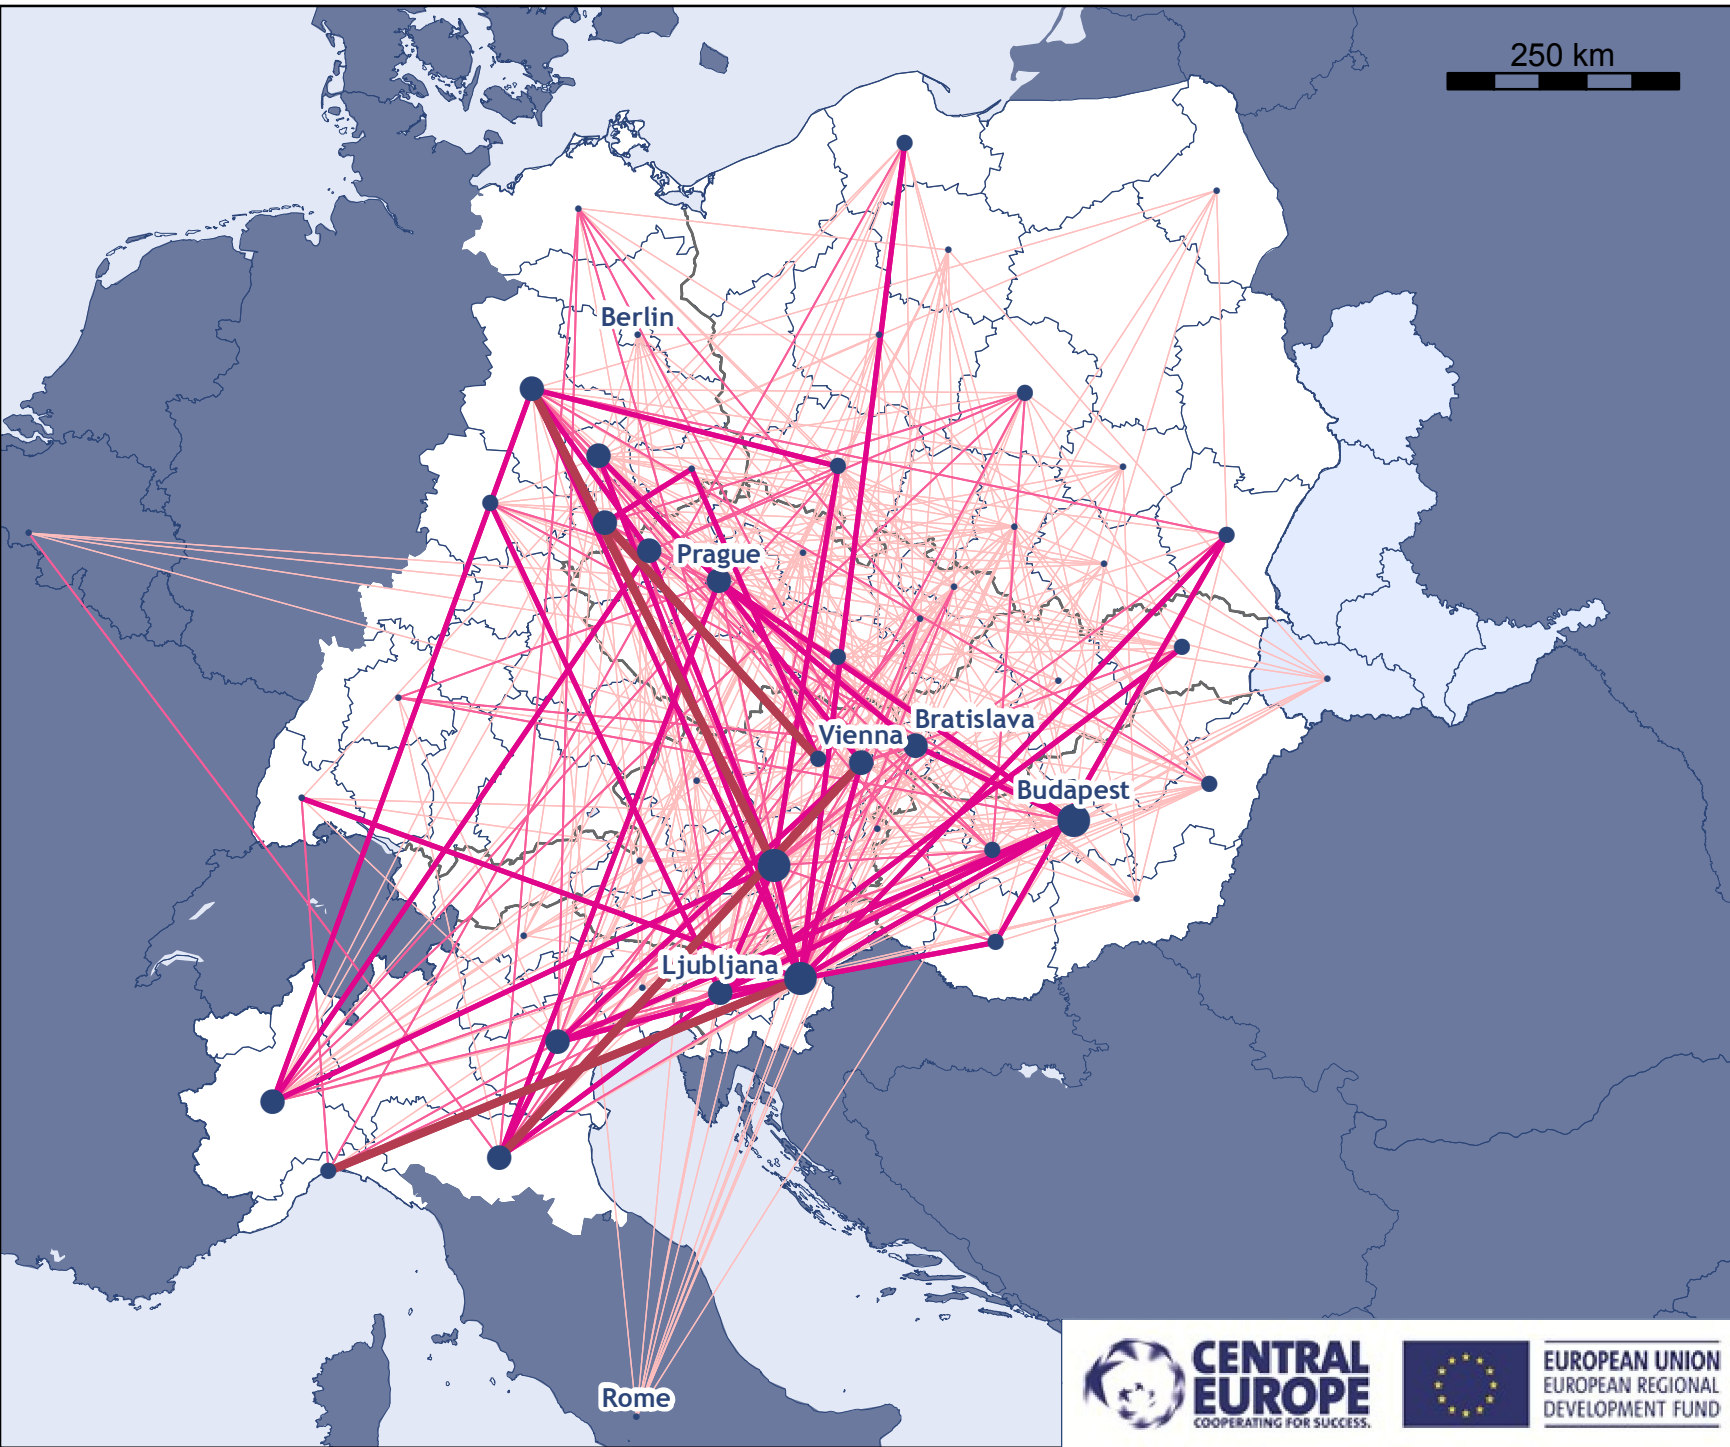 250 km
Berlin
Prague
Bratislava
Vienna
Budapest
Ljubljana
Rome
CENTRAL
EUROPE
COOPERATING FOR SUCCESS.
EUROPEAN UNION
EUROPEAN REGIONAL
DEVELOPMENT FUND